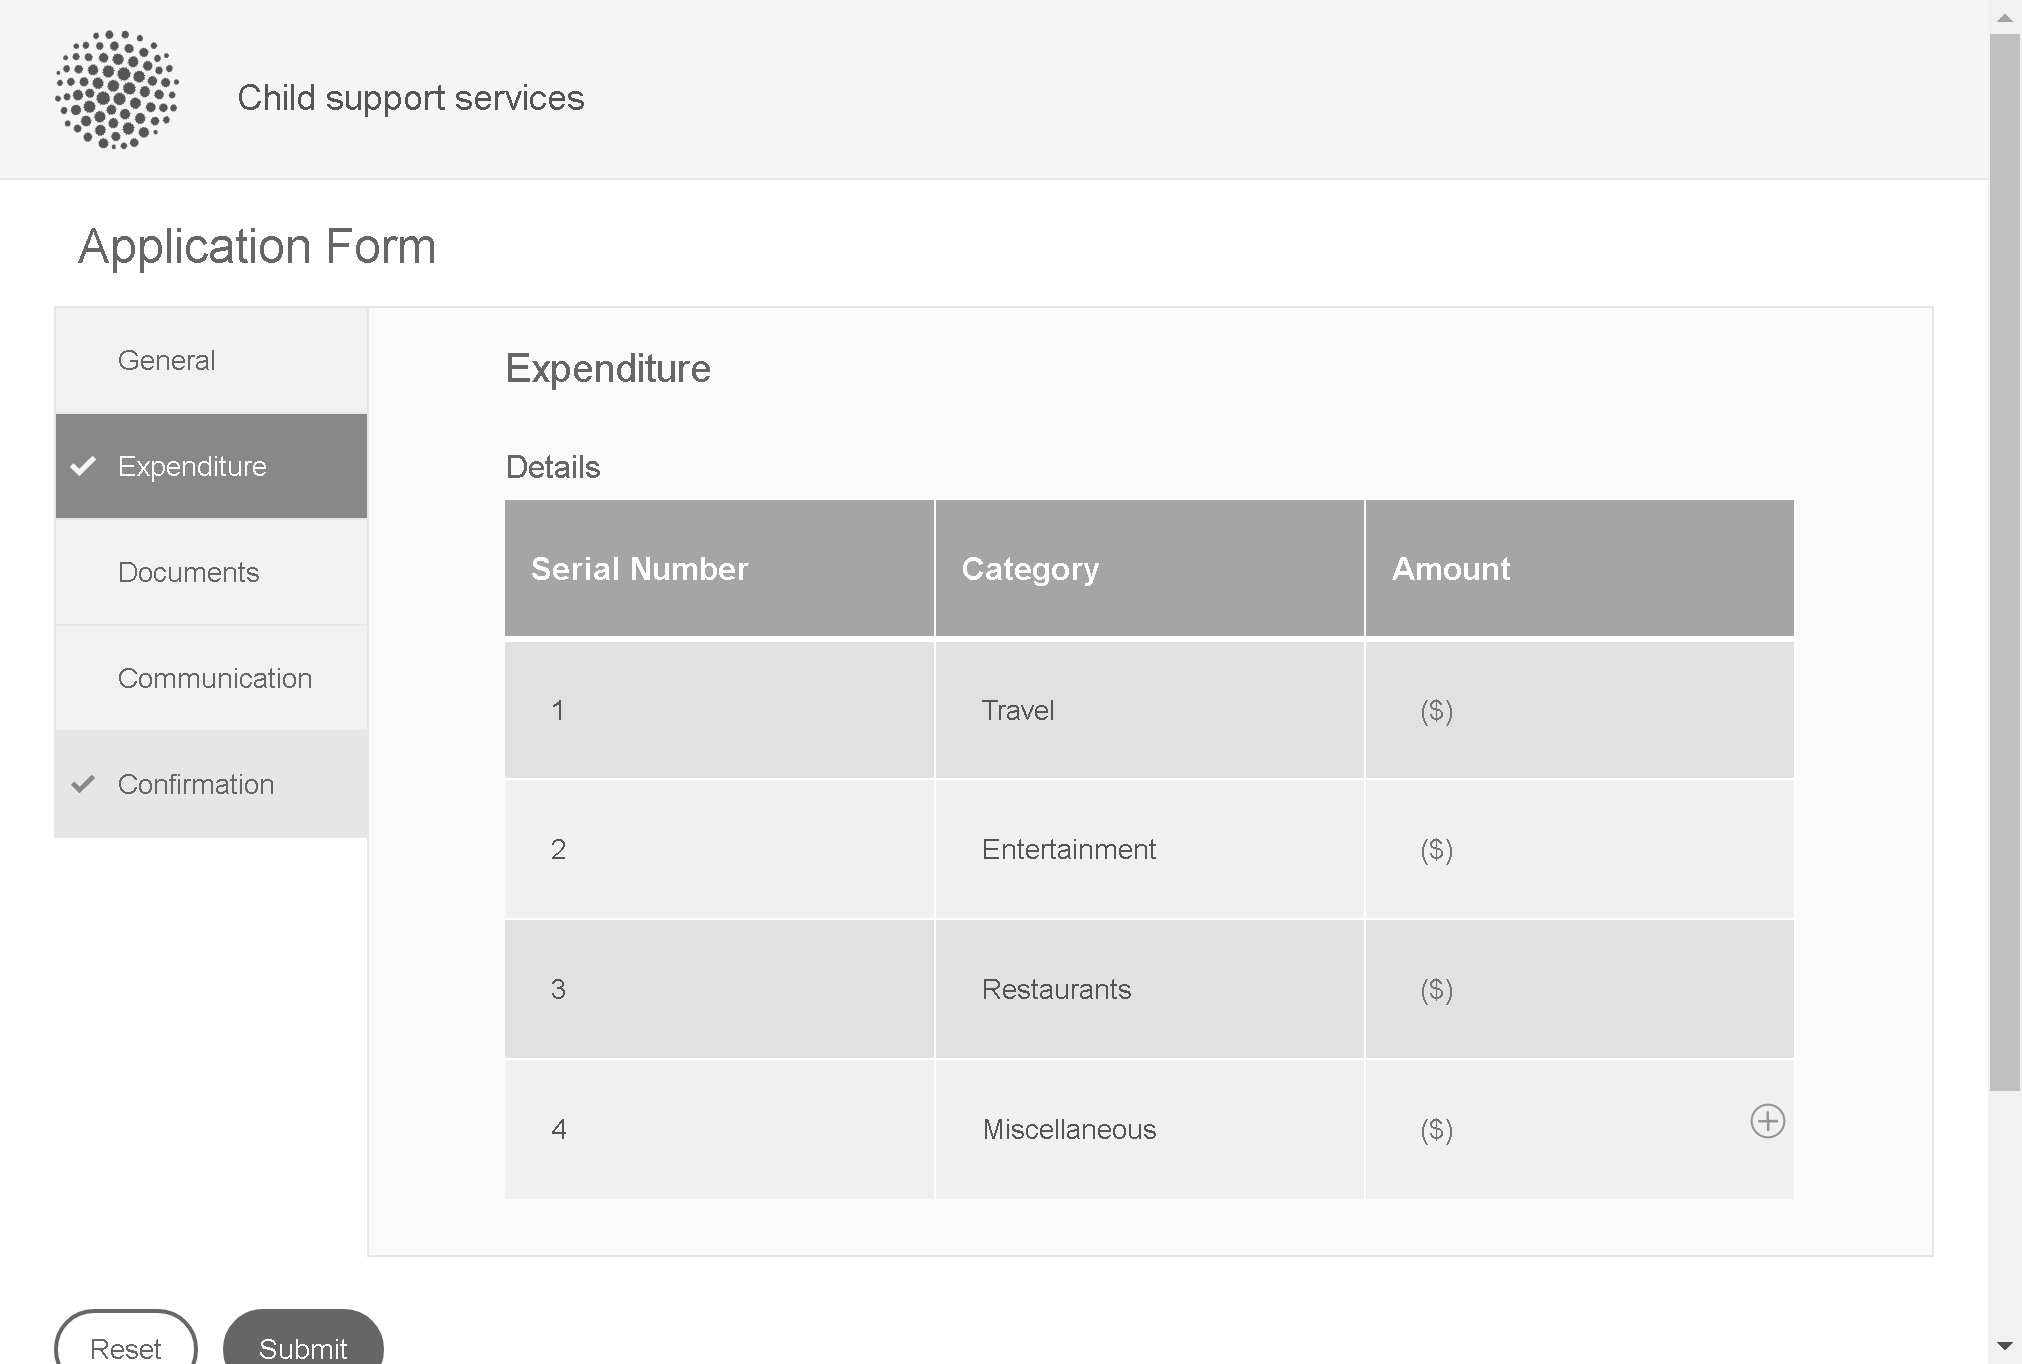 Child support services
Application Form
General
Expenditure
Documents
Communication
Confirmation
Expenditure
Details
Serial Number Category Amount
1 Travel ($)
2 Entertainment ($)
3 Restaurants ($)
4 Miscellaneous ($)
Reset Submit